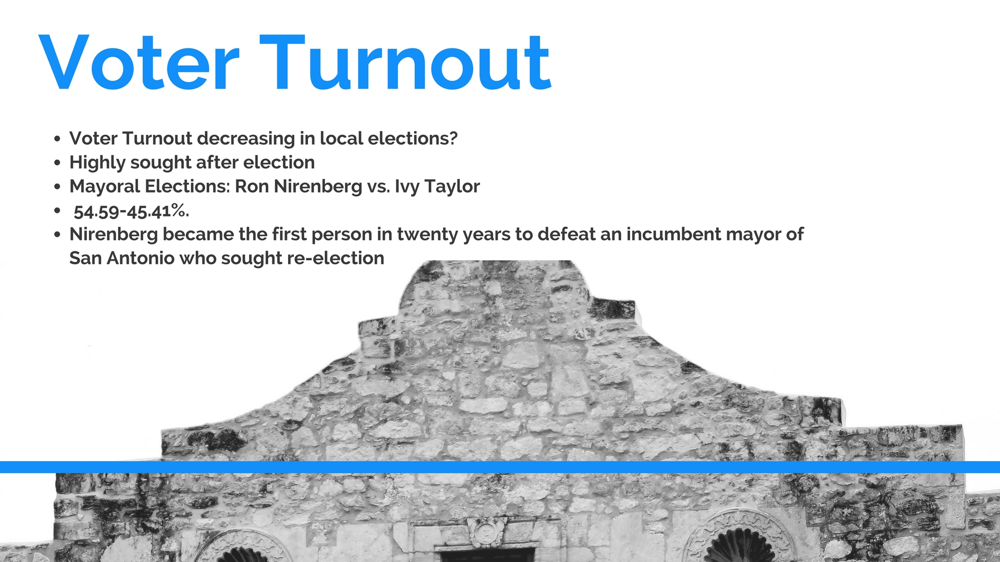 Voter Turnout
• Voter Turnout decreasing in local elections?
• Highly sought after election
• Mayoral Elections: Ron Nirenberg vs. Ivy Taylor
• 54.59-45.41%.
• Nirenberg became the first person in twenty years to defeat an incumbent mayor of
San Antonio who sought re-election